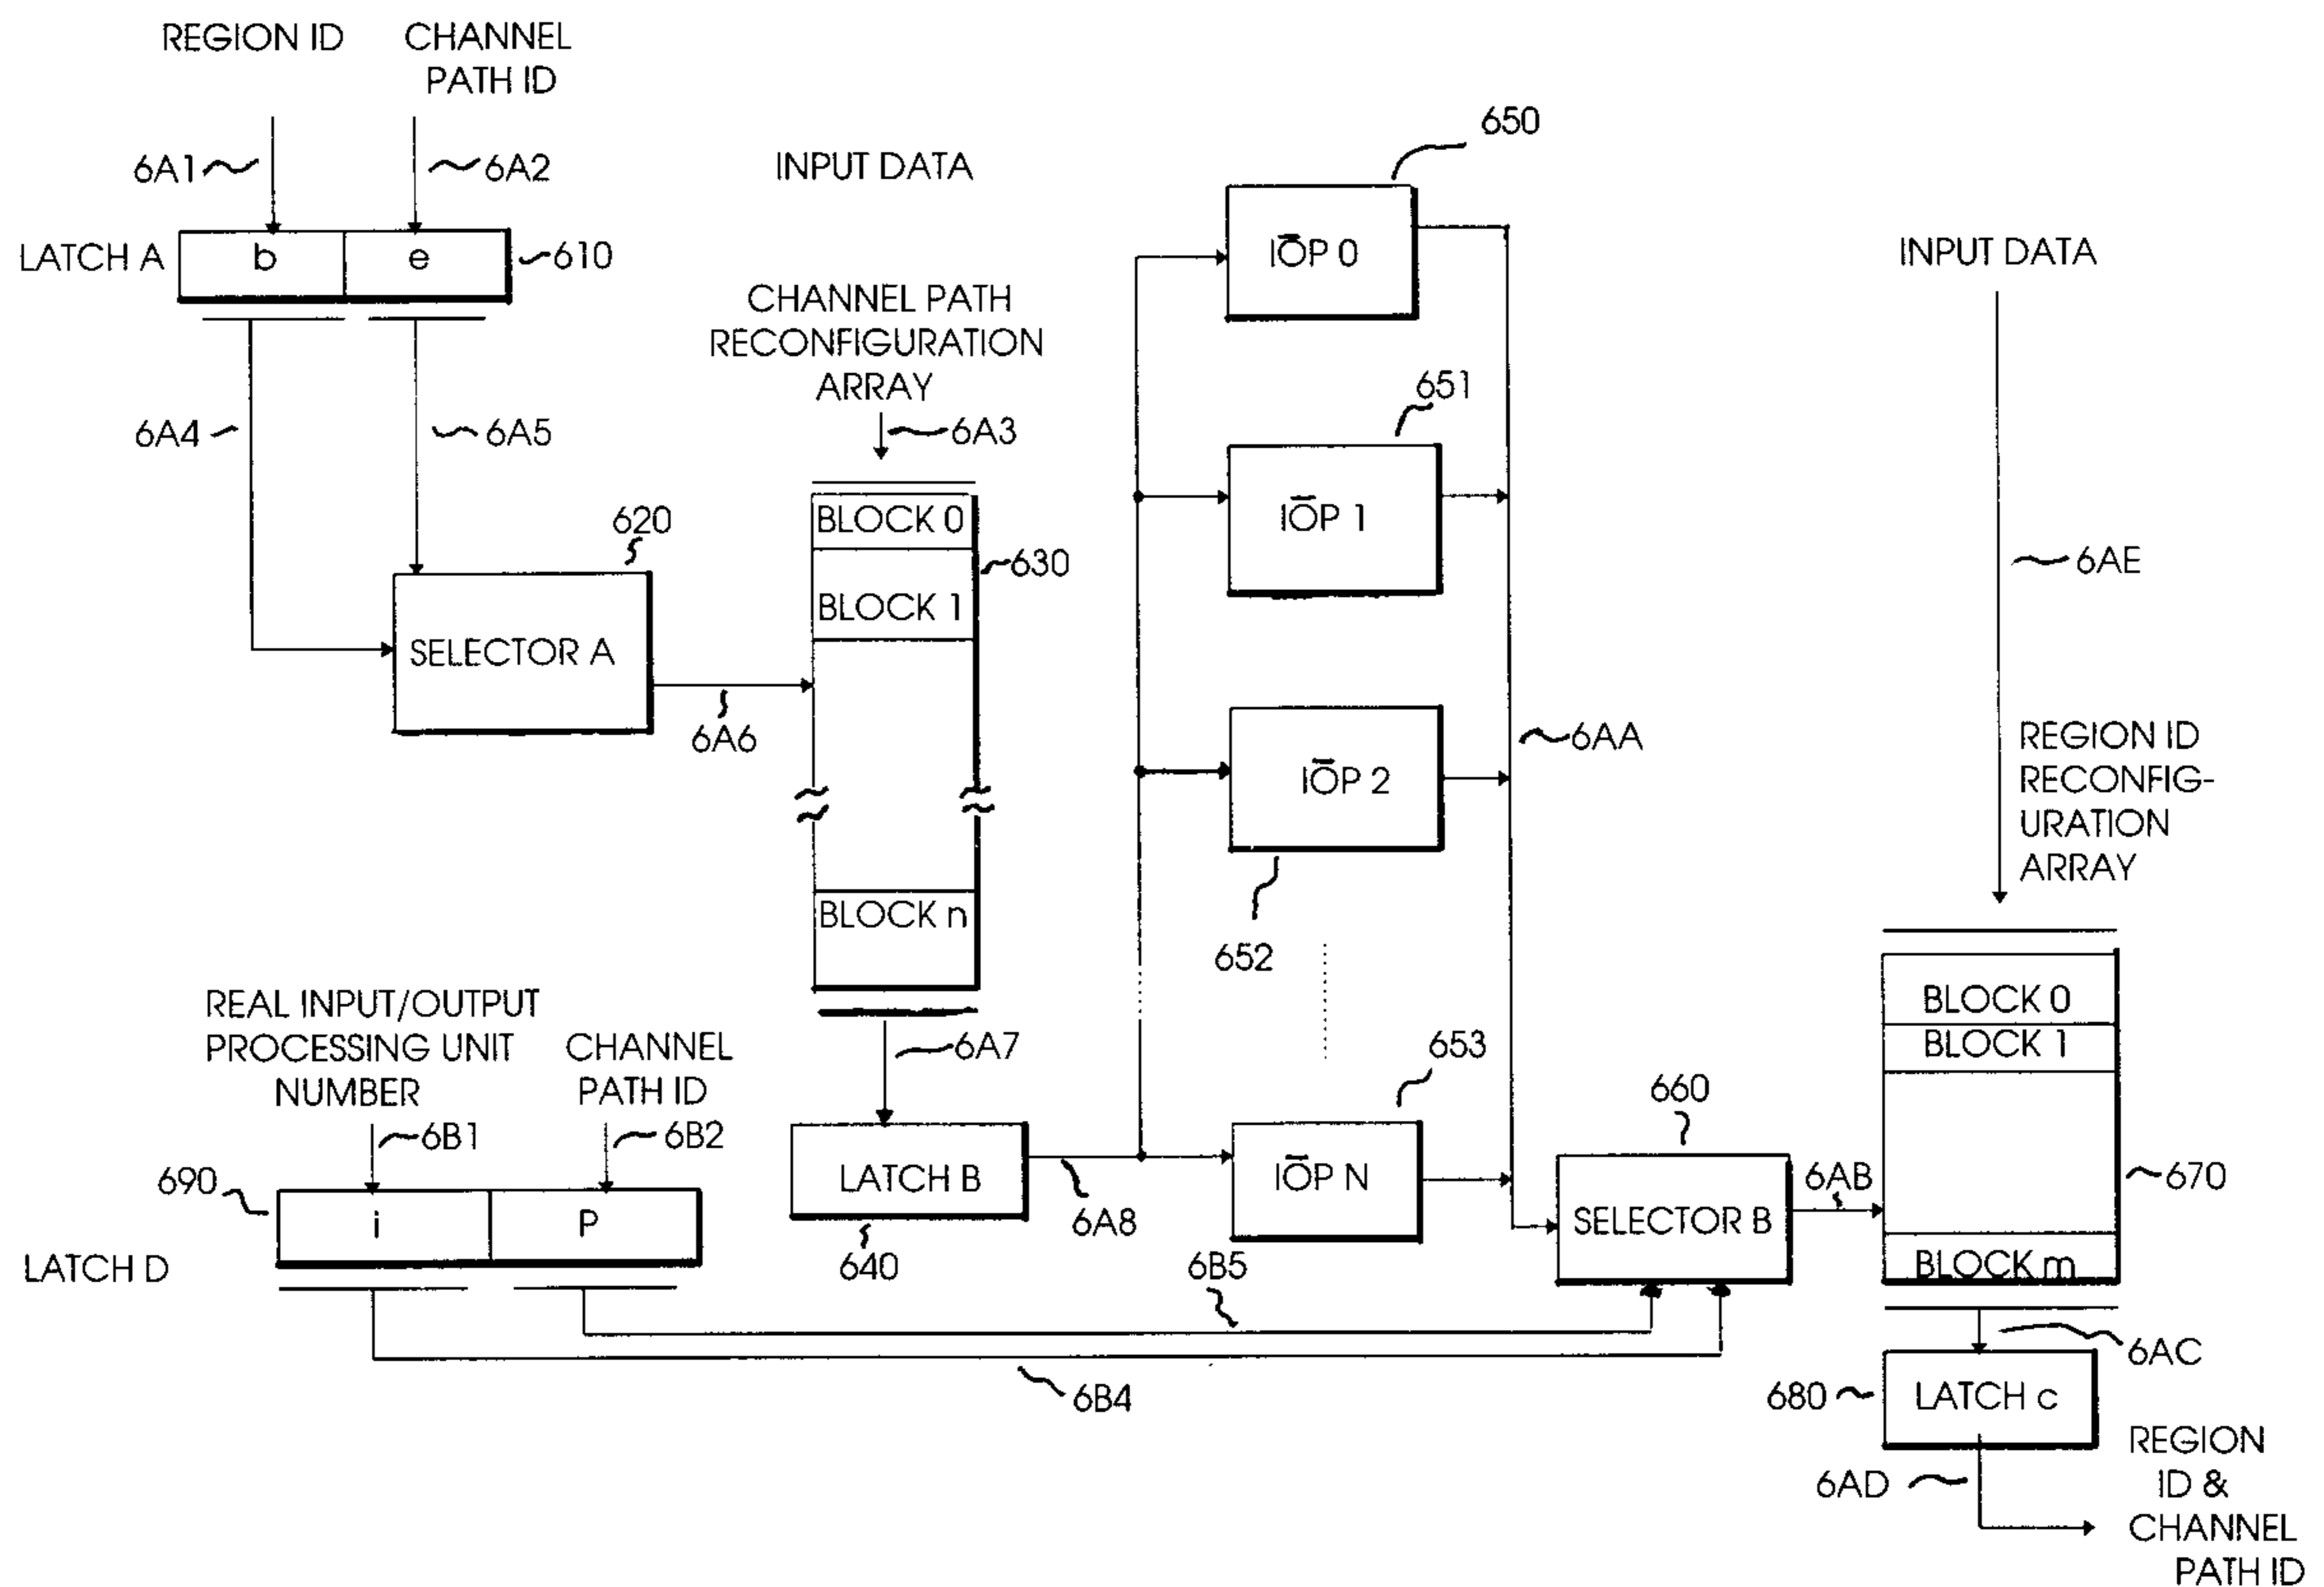 REGION ID
CHANNEL
PATH ID
6A1
6A2
LATCH A
b
e
610
6A4
6A5
620
SELECTOR A
6A6
INPUT DATA
CHANNEL PATH
RECONFIGURATION
ARRAY
6A3
BLOCK 0
630
BLOCK 1
BLOCK n
6A7
LATCH B
640
6A8
650
IOP 0
651
IOP 1
IOP 2
652
6AA
653
IOP N
REAL INPUT/OUTPUT
PROCESSING UNIT
NUMBER
CHANNEL
PATH ID
6B1
6B2
690
i
P
LATCH D
6B5
6B4
660
SELECTOR B
6AB
INPUT DATA
6AE
REGION ID
RECONFIG-
URATION
ARRAY
BLOCK 0
BLOCK 1
670
BLOCK m
6AC
680
LATCH c
6AD
REGION
ID &
CHANNEL
PATH ID